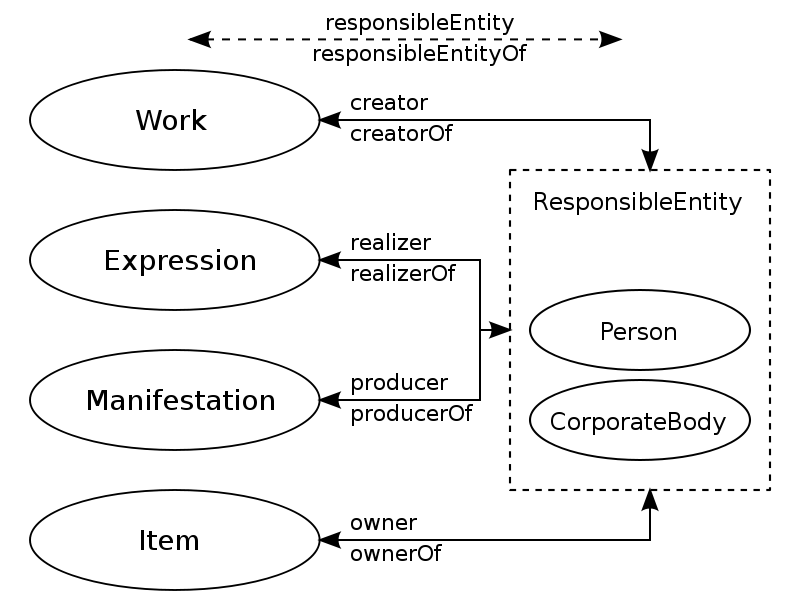 responsibleEntity
responsibleEntityOf
Work
creator
creatorOf
ResponsibleEntity
Expression
realizer
realizerOf
Person
Manifestation
producer
producerOf
CorporateBody
Item
owner
ownerOf